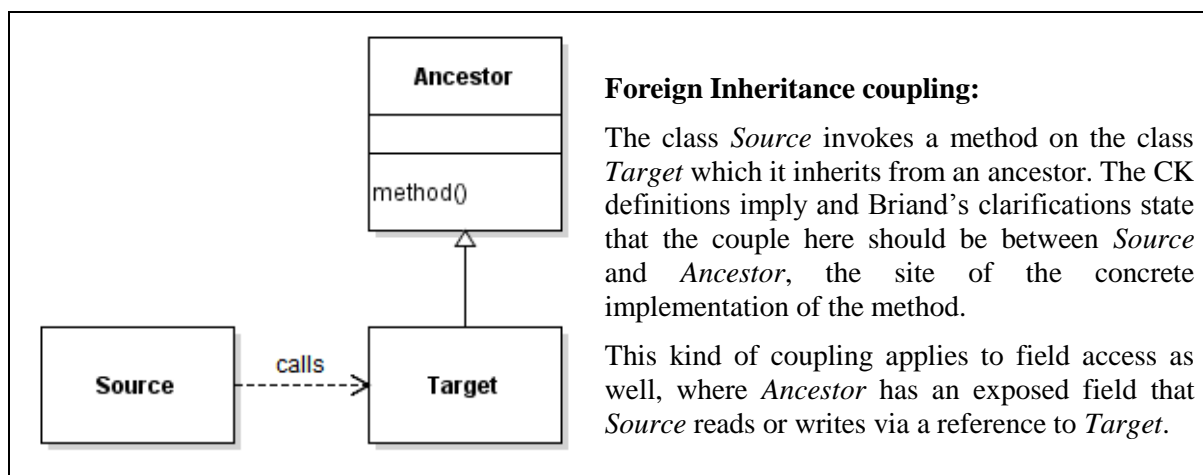 Ancestor
method()
Source
calls
Target
Foreign Inheritance coupling:
The class Source invokes a method on the class
Target which it inherits from an ancestor. The CK
definitions imply and Briand's clarifications state
that the couple here should be between Source
and Ancestor, the site of the concrete
implementation of the method.
This kind of coupling applies to field access as
well, where Ancestor has an exposed field that
Source reads or writes via a reference to Target.